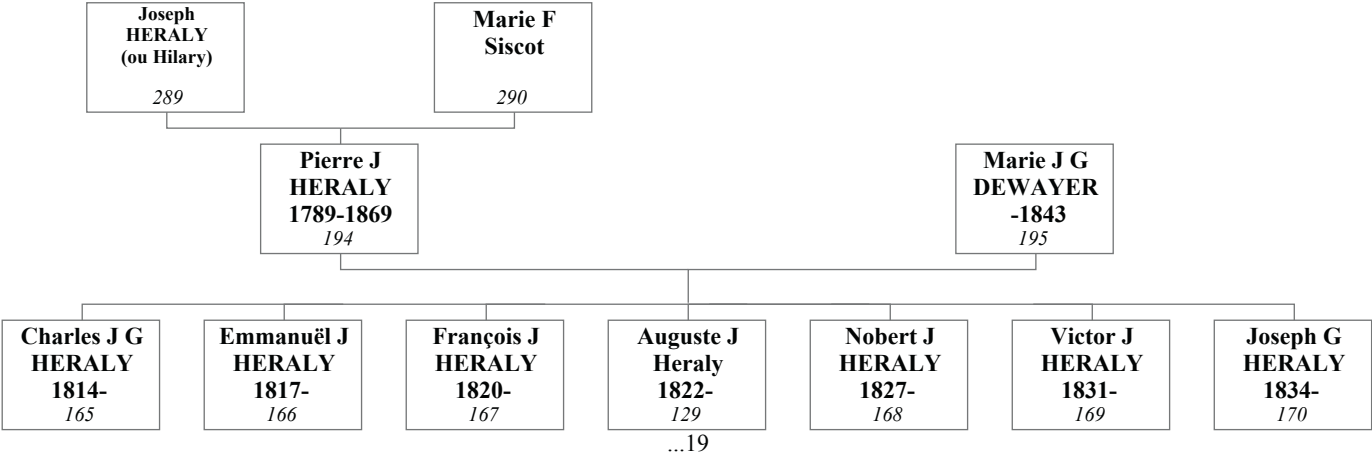 Joseph
HERALY
(ou Hilary)
289
Marie F
Siscot
290
Pierre J
HERALY
1789-1869
194
Marie J G
DEWAYER
-1843
195
Charles J G
HERALY
1814-
165
Emmanuël J
HERALY
1817-
166
François J
HERALY
1820-
167
Auguste J
Heraly
1822-
129
Nobert J
HERALY
1827-
168
Victor J
HERALY
1831-
169
Joseph G
HERALY
1834-
170
...19